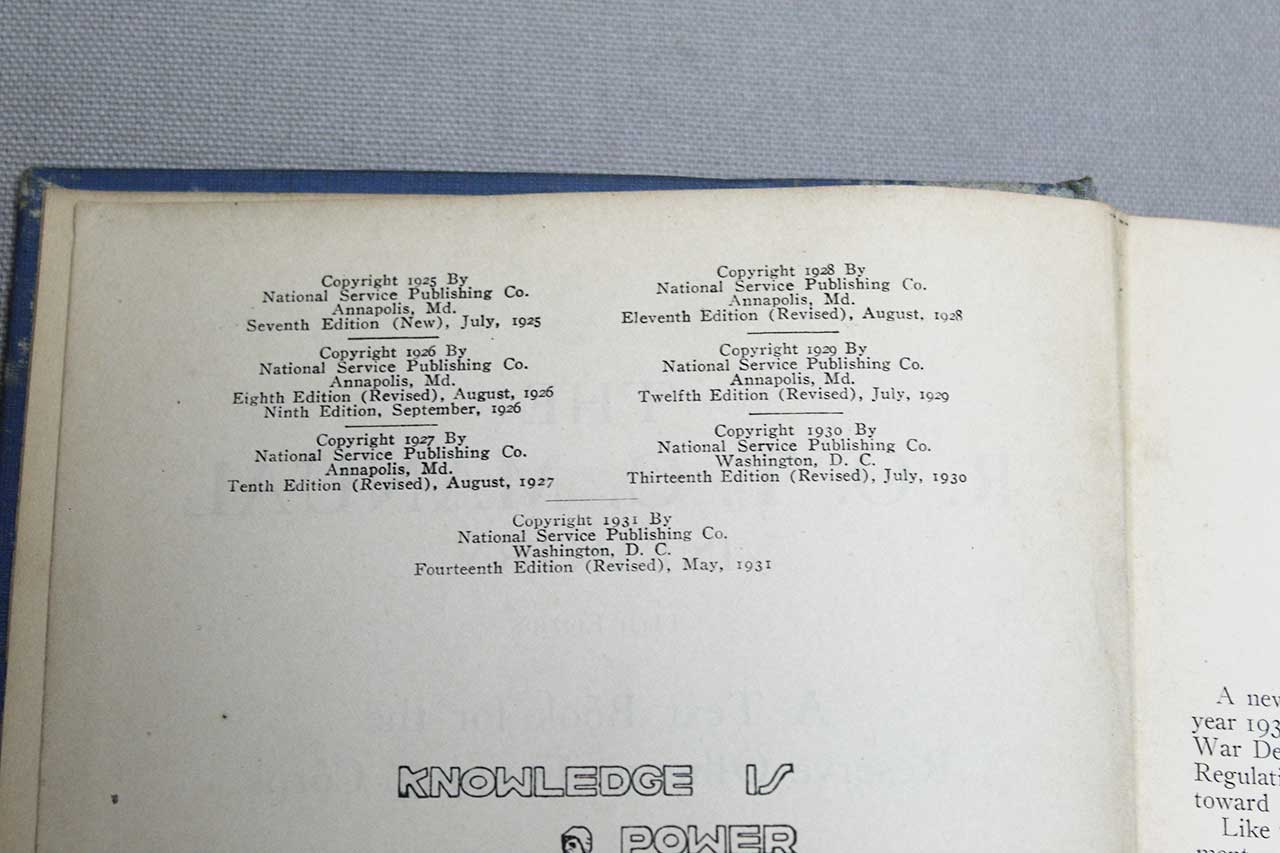 Copyright 1925 By
National Service Publishing Co.
Annapolis, Md.
Seventh Edition (New), July, 1925
Copyright 1926 By
National Service Publishing Co.
Annapolis, Md.
Eighth Edition (Revised), August, 1926
Ninth Edition, September, 1926
Copyright 1927 By
National Service Publishing Co.
Annapolis, Md.
Tenth Edition (Revised), August, 1927
Copyright 1928 By
National Service Publishing Co.
Annapolis, Md.
Eleventh Edition (Revised), August, 1928
Copyright 1929 By
National Service Publishing Co.
Annapolis, Md.
Twelfth Edition (Revised), July, 1929
Copyright 1930 By
National Service Publishing Co.
Washington, D. C.
Thirteenth Edition (Revised), July, 1930
Copyright 1931 By
National Service Publishing Co.
Washington, D. C.
Fourteenth Edition (Revised), May, 1931
KNOWLEDGE IS
POWER
A new
year 193
War De
Regulati
toward
Like